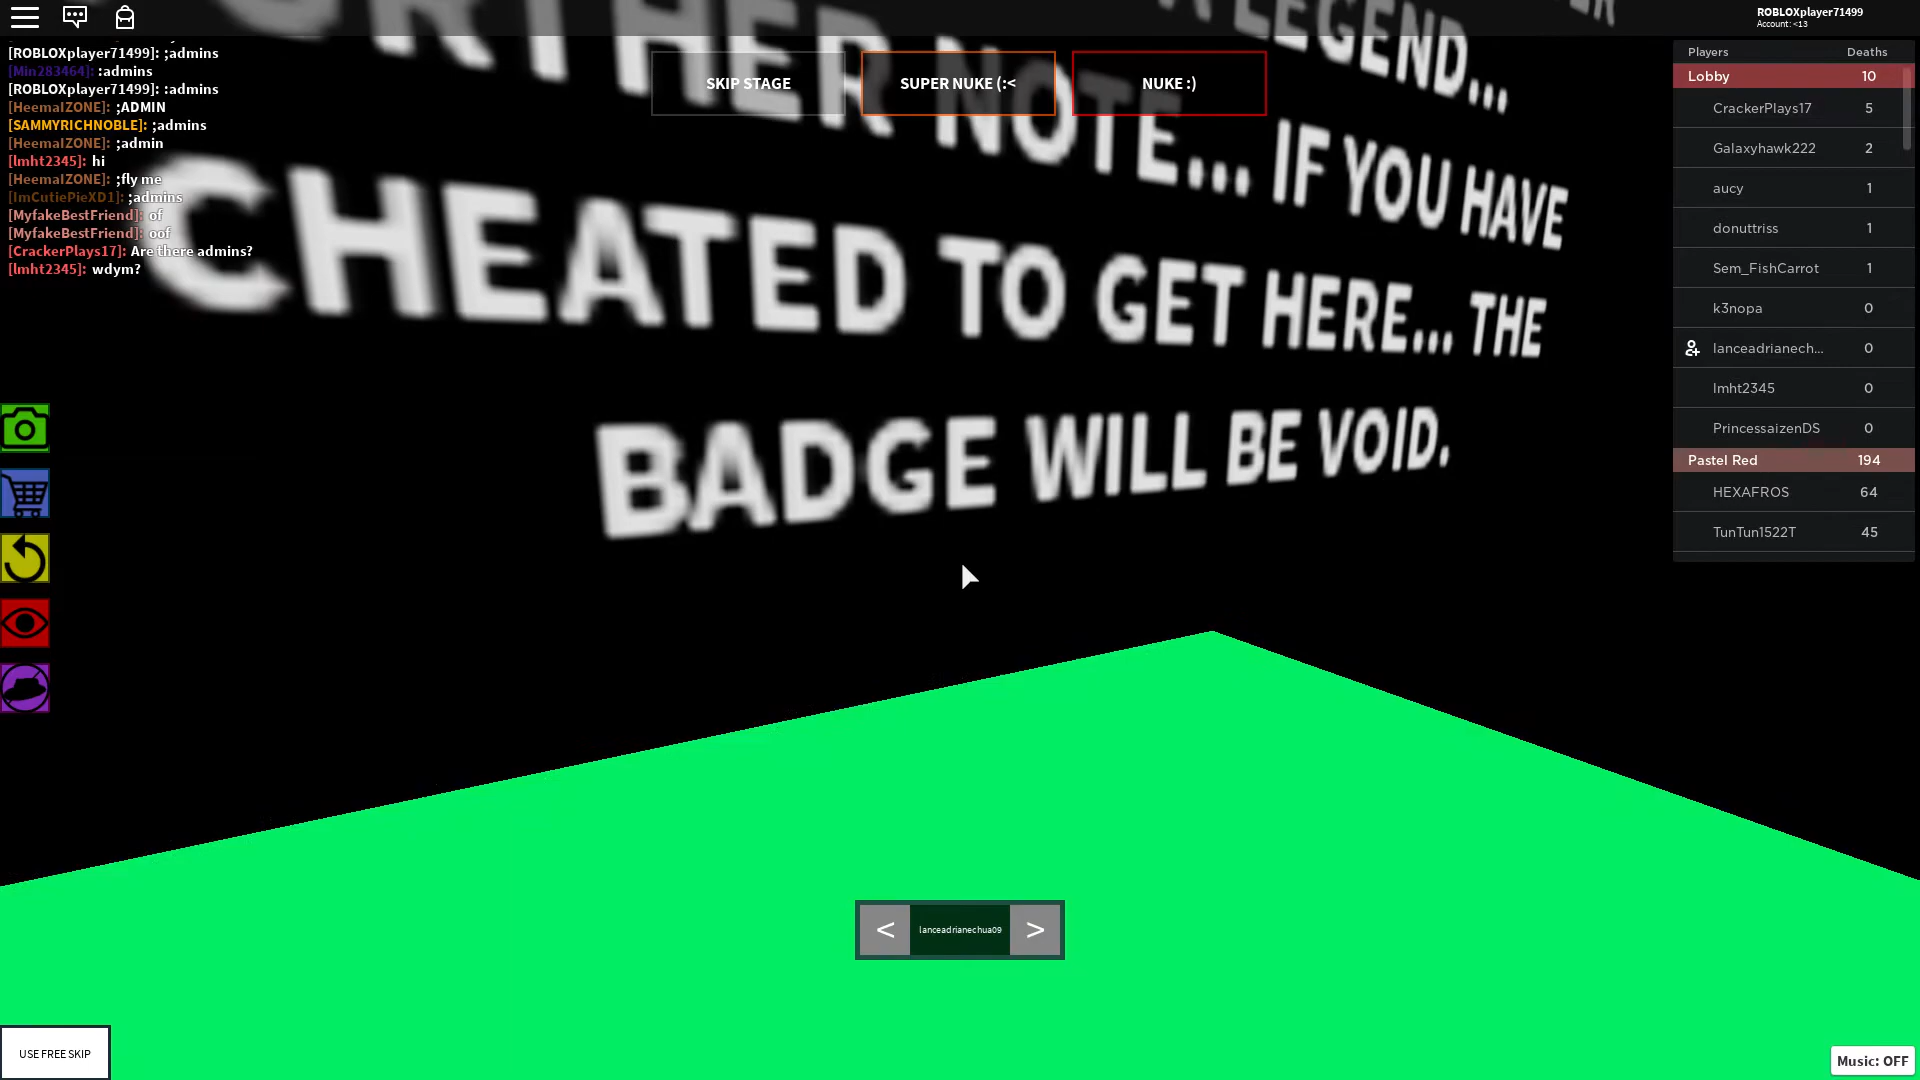 ROBLOXplayer71499
Account: <13
[ROBLOXplayer71499]: ;admins
[Min283464]: :admins
[ROBLOXplayer71499]: :admins
[HeemaIZONE]: ;ADMIN
[SAMMYRICHNOBLE]: ;admins
[HeemaIZONE]: ;admin
[lmht2345]: hi
[HeemaIZONE]: ;fly me
[ImCutiePieXD1]: ;admins
[MyfakeBestFriend]: of
[MyfakeBestFriend]: oof
[CrackerPlays17]: Are there admins?
[lmht2345]: wdym?
SKIP STAGE
SUPER NUKE (:<
NUKE :)
LEGEND...
NOTE... IF YOU HAVE
CHEATED TO GET HERE... THE
BADGE WILL BE VOID.
Players Deaths
Lobby 10
CrackerPlays17 5
Galaxyhawk222 2
aucy 1
donuttriss 1
Sem_FishCarrot 1
k3nopa 0
lanceadrianech... 0
lmht2345 0
PrincessaizenDS 0
Pastel Red 194
HEXAFROS 64
TunTun1522T 45
< lanceadrianechua09 >
USE FREE SKIP
Music: OFF